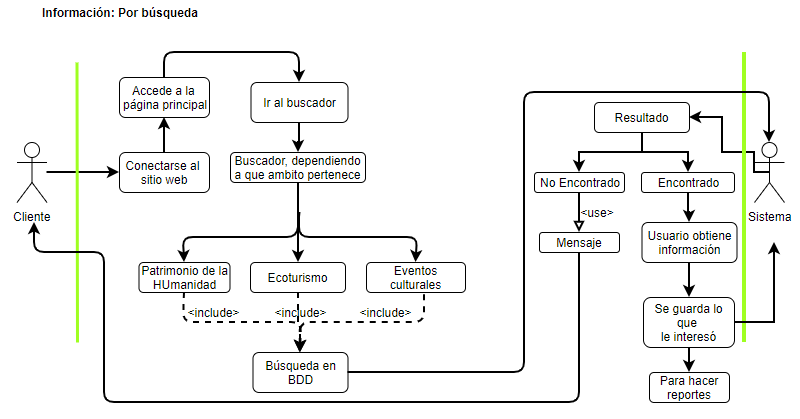 Información: Por búsqueda
Accede a la
página principal
Ir al buscador
Conectarse al
sitio web
Buscador, dependiendo
a que ambito pertenece
Cliente
Patrimonio de la
HUmanidad
Ecoturismo
Eventos
culturales
<include>
<include>
<include>
Búsqueda en
BDD
Resultado
No Encontrado
Encontrado
<use>
Mensaje
Usuario obtiene
información
Sistema
Se guarda lo
que
le interesó
Para hacer
reportes